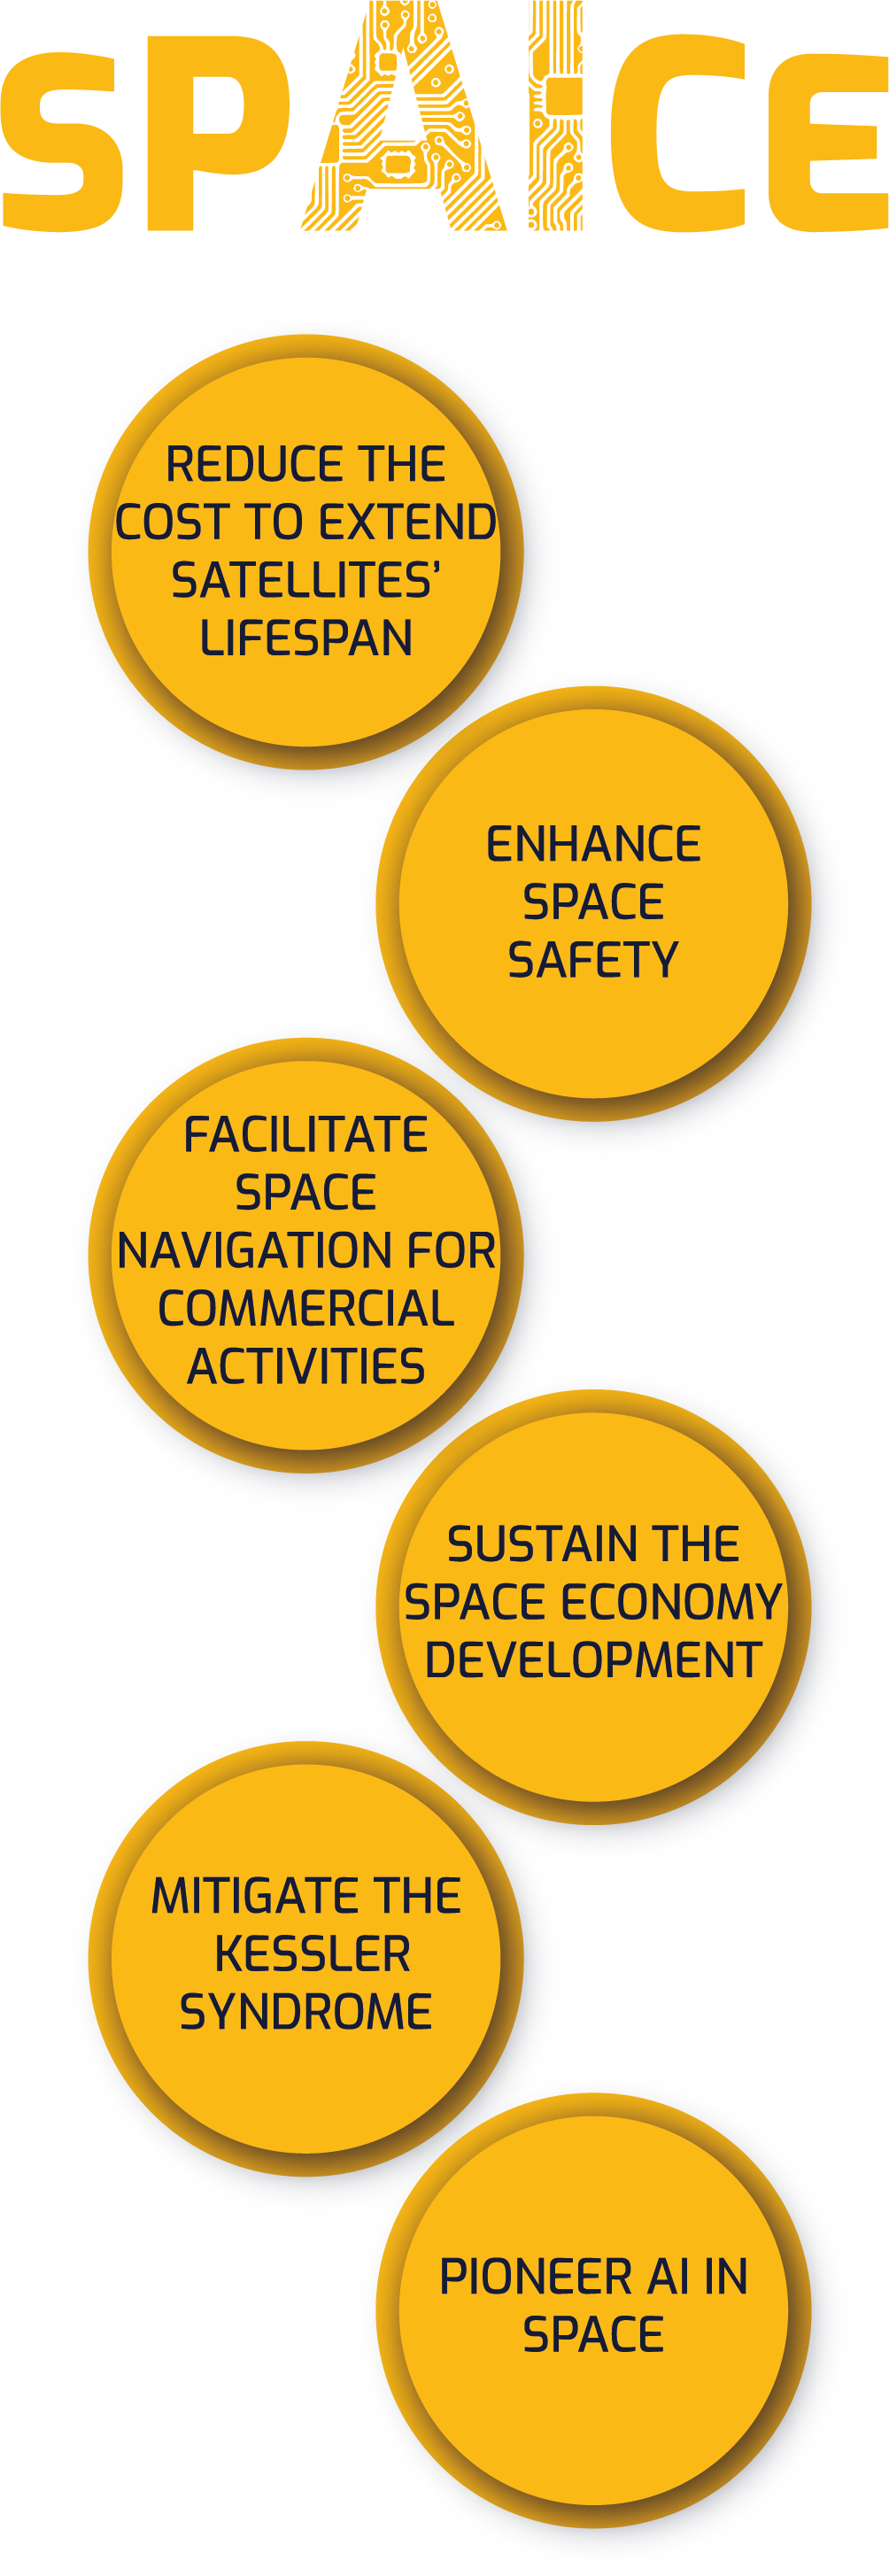 SPAICE
REDUCE THE
COST TO EXTEND
SATELLITES’
LIFESPAN
ENHANCE
SPACE
SAFETY
FACILITATE
SPACE
NAVIGATION FOR
COMMERCIAL
ACTIVITIES
SUSTAIN THE
SPACE ECONOMY
DEVELOPMENT
MITIGATE THE
KESSLER
SYNDROME
PIONEER AI IN
SPACE